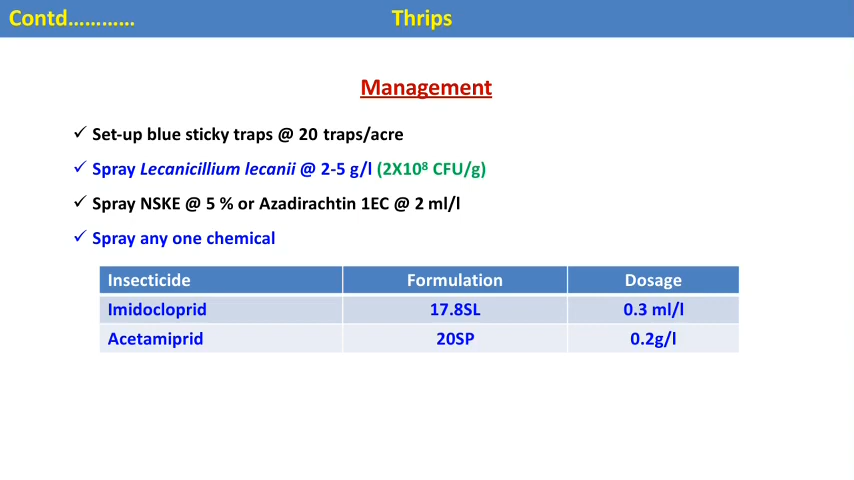 Contd............ Thrips
Management
✓ Set-up blue sticky traps @ 20 traps/acre
✓ Spray Lecanicillium lecanii @ 2-5 g/l (2X10⁸ CFU/g)
✓ Spray NSKE @ 5 % or Azadirachtin 1EC @ 2 ml/l
✓ Spray any one chemical
Insecticide Formulation Dosage
Imidocloprid 17.8SL 0.3 ml/l
Acetamiprid 20SP 0.2g/l